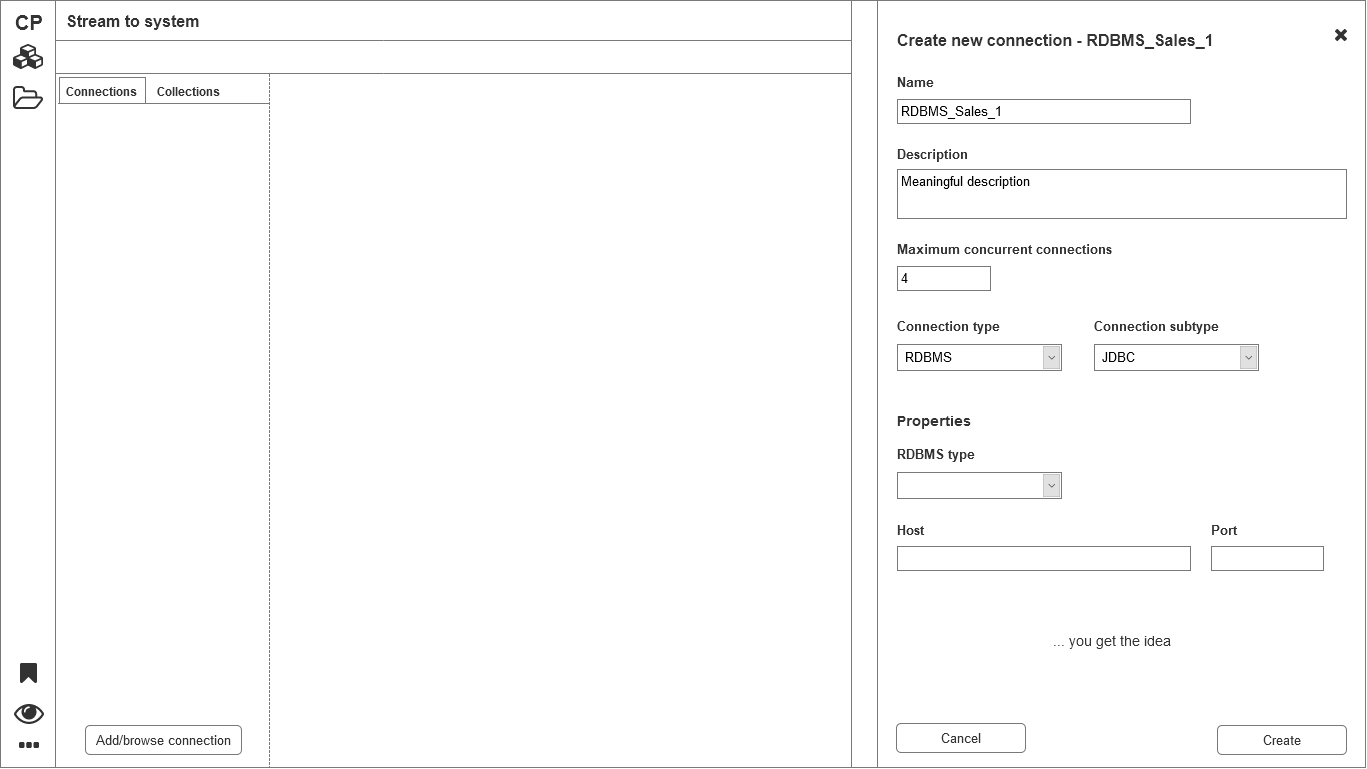 CP
Stream to system
Connections Collections
Add/browse connection
Create new connection - RDBMS_Sales_1
Name
RDBMS_Sales_1
Description
Meaningful description
Maximum concurrent connections
4
Connection type Connection subtype
RDBMS JDBC
Properties
RDBMS type
Host Port
... you get the idea
Cancel Create